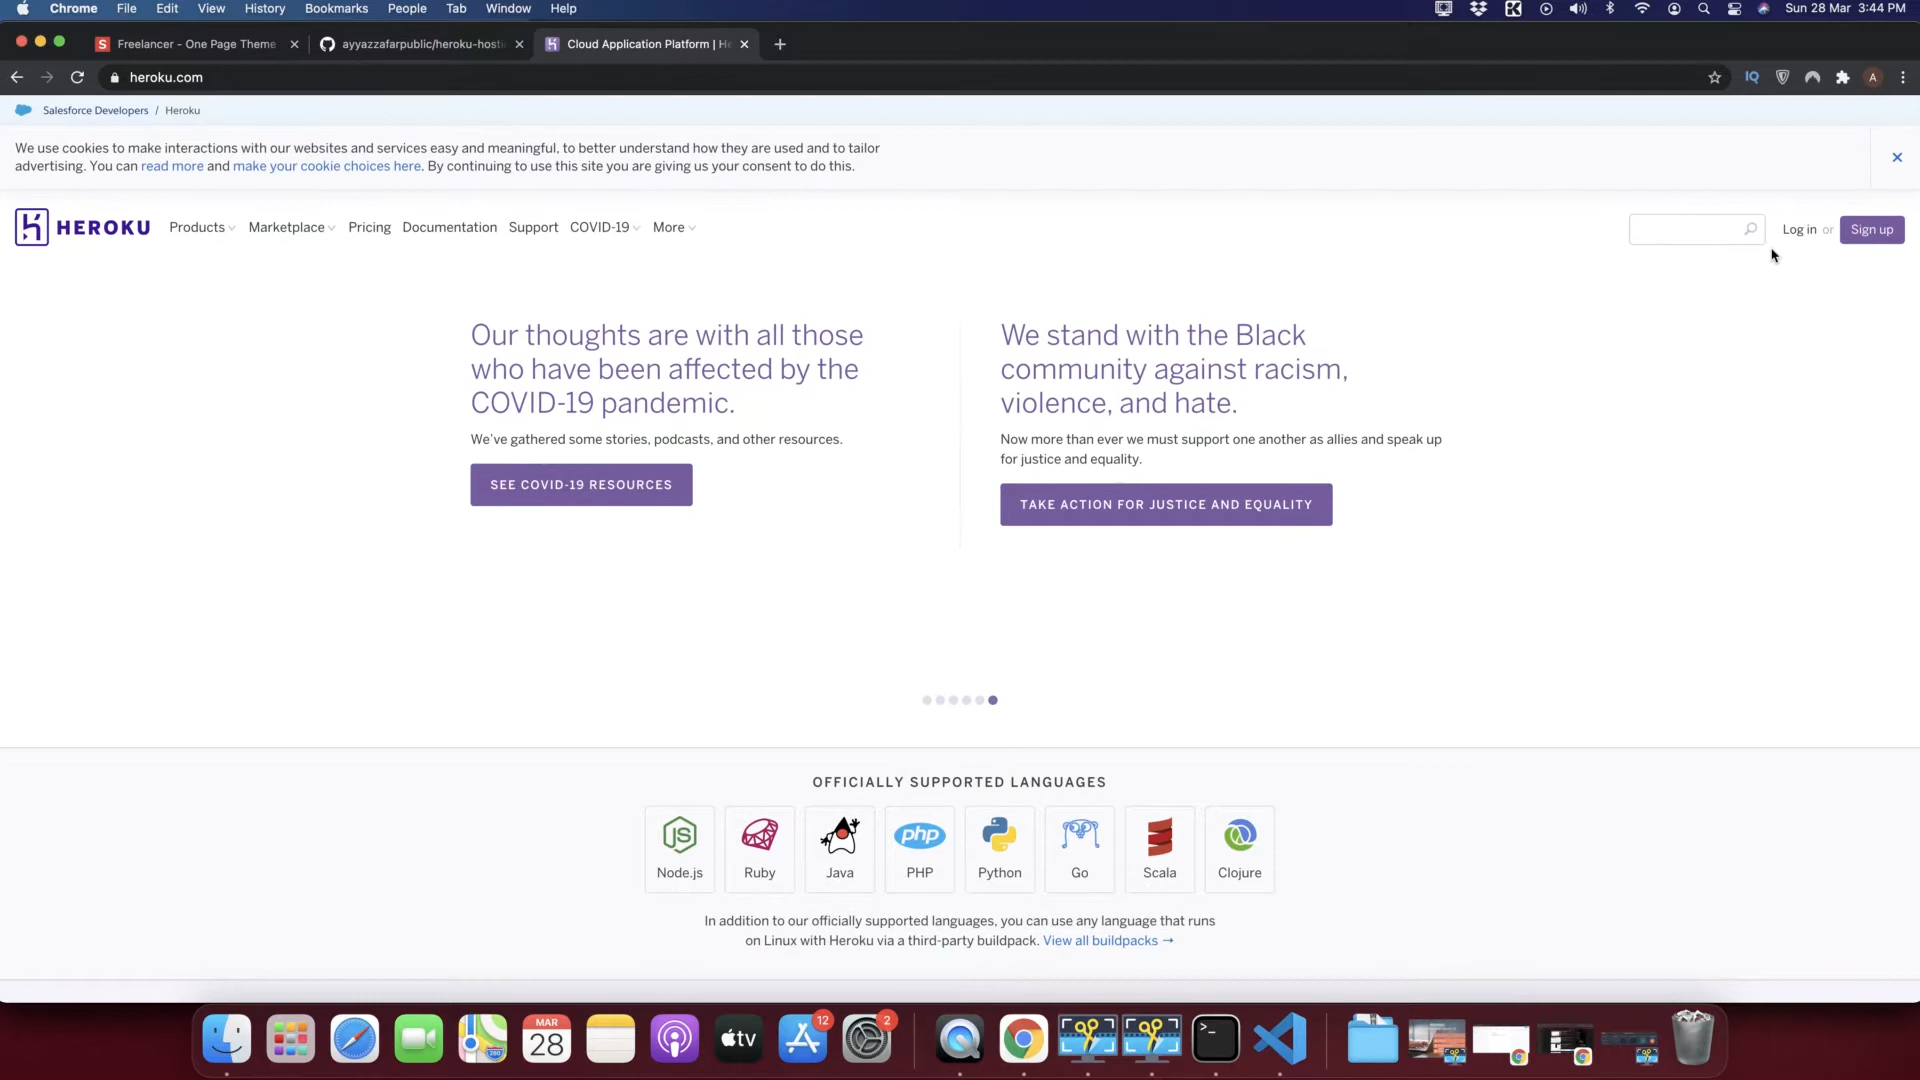 Chrome File Edit View History Bookmarks People Tab Window Help Sun 28 Mar 3:44 PM
Freelancer - One Page Theme ayyazzafarpublic/heroku-hosti Cloud Application Platform | He
heroku.com IQ A
Salesforce Developers / Heroku
We use cookies to make interactions with our websites and services easy and meaningful, to better understand how they are used and to tailor
advertising. You can read more and make your cookie choices here. By continuing to use this site you are giving us your consent to do this.
HEROKU Products Marketplace Pricing Documentation Support COVID-19 More Log in or Sign up
Our thoughts are with all those
who have been affected by the
COVID-19 pandemic.
We've gathered some stories, podcasts, and other resources.
SEE COVID-19 RESOURCES
We stand with the Black
community against racism,
violence, and hate.
Now more than ever we must support one another as allies and speak up
for justice and equality.
TAKE ACTION FOR JUSTICE AND EQUALITY
OFFICIALLY SUPPORTED LANGUAGES
JS php
Node.js Ruby Java PHP Python Go Scala Clojure
In addition to our officially supported languages, you can use any language that runs
on Linux with Heroku via a third-party buildpack. View all buildpacks →
MAR 28 tv 12 2 280 >_